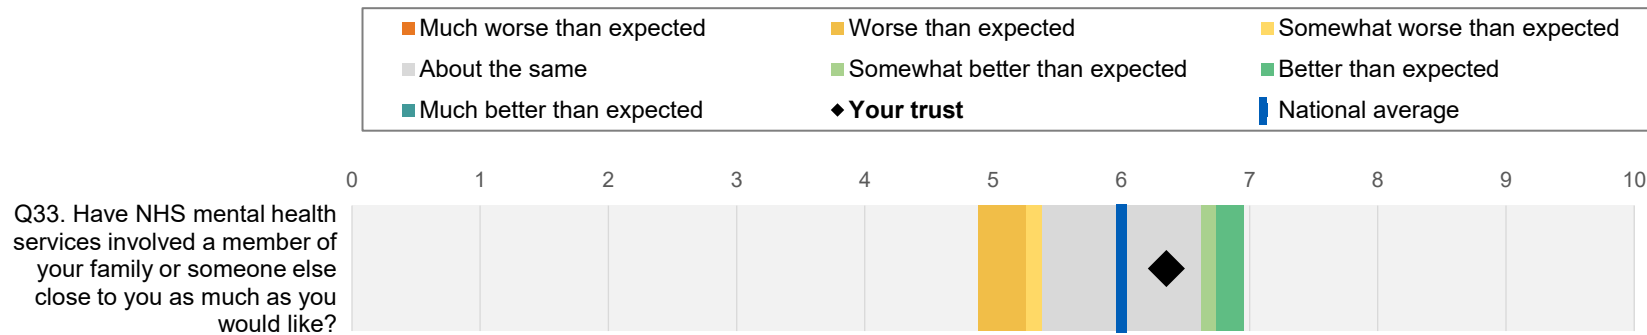 Much worse than expected Worse than expected Somewhat worse than expected
About the same Somewhat better than expected Better than expected
Much better than expected Your trust National average
0 1 2 3 4 5 6 7 8 9 10
Q33. Have NHS mental health
services involved a member of
your family or someone else
close to you as much as you
would like?